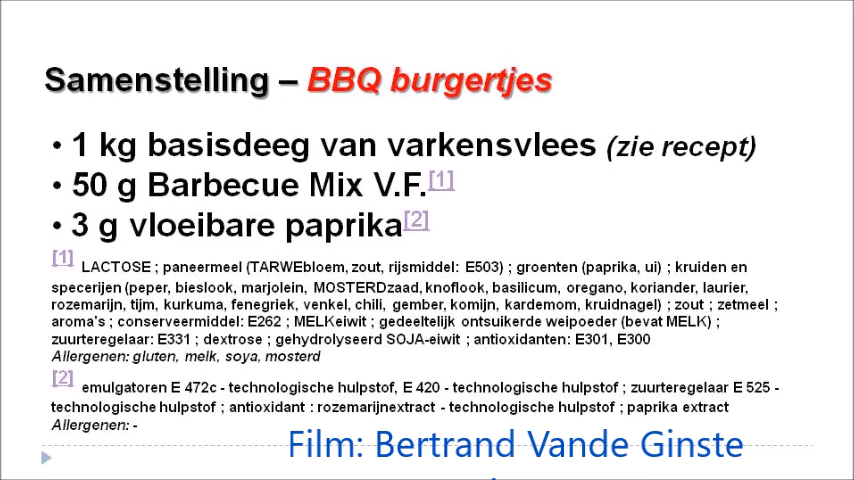 Samenstelling – BBQ burgertjes
• 1 kg basisdeeg van varkensvlees (zie recept)
• 50 g Barbecue Mix V.F.[1]
• 3 g vloeibare paprika[2]
[1] LACTOSE ; paneermeel (TARWEbloem, zout, rijsmiddel: E503) ; groenten (paprika, ui) ; kruiden en
specerijen (peper, bieslook, marjolein, MOSTERDzaad, knoflook, basilicum, oregano, koriander, laurier,
rozemarijn, tijm, kurkuma, fenegriek, venkel, chili, gember, komijn, kardemom, kruidnagel) ; zout ; zetmeel ;
aroma's ; conserveermiddel: E262 ; MELKeiwit ; gedeeltelijk ontsuikerde weipoeder (bevat MELK) ;
zuurteregelaar: E331 ; dextrose ; gehydrolyseerd SOJA-eiwit ; antioxidanten: E301, E300
Allergenen: gluten, melk, soya, mosterd
[2] emulgatoren E 472c - technologische hulpstof, E 420 - technologische hulpstof ; zuurteregelaar E 525 -
technologische hulpstof ; antioxidant : rozemarijnextract - technologische hulpstof ; paprika extract
Allergenen: -
Film: Bertrand Vande Ginste